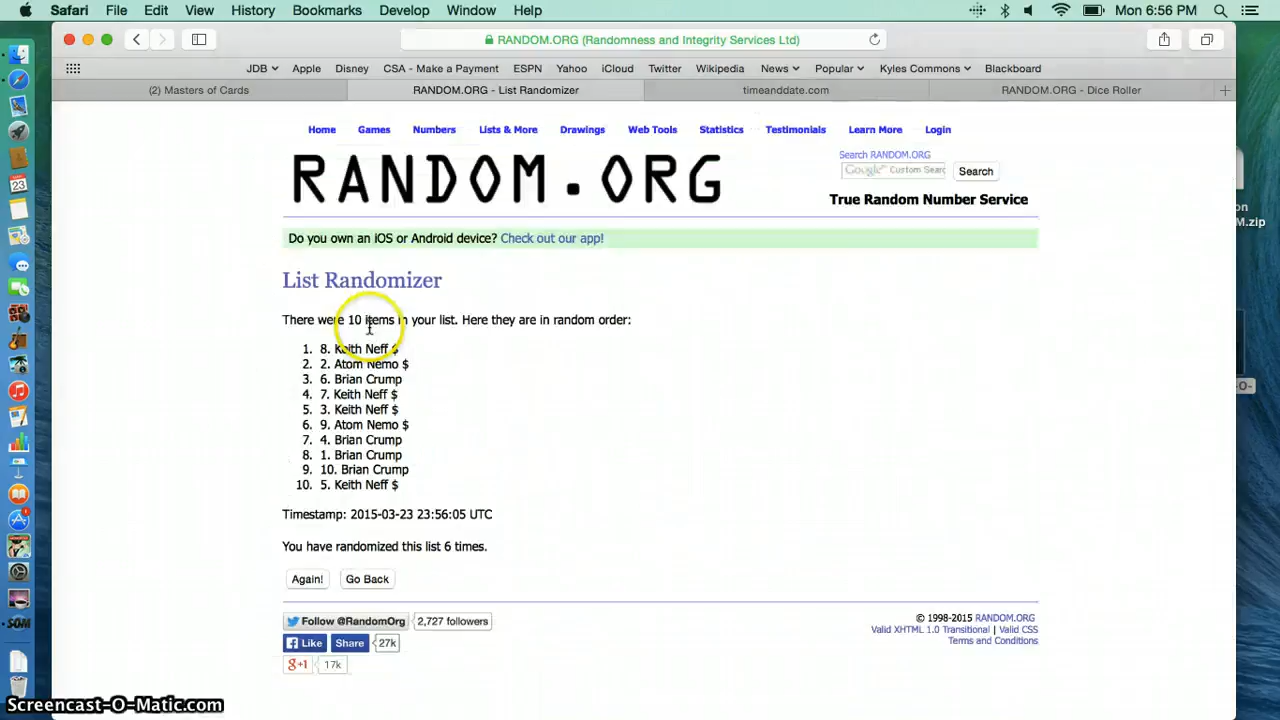 Safari File Edit View History Bookmarks Develop Window Help Mon 6:56 PM
RANDOM.ORG (Randomness and Integrity Services Ltd)
JDB Apple Disney CSA - Make a Payment ESPN Yahoo iCloud Twitter Wikipedia News Popular Kyles Commons Blackboard
(2) Masters of Cards RANDOM.ORG - List Randomizer timeanddate.com RANDOM.ORG - Dice Roller
Home Games Numbers Lists & More Drawings Web Tools Statistics Testimonials Learn More Login
RANDOM.ORG
Search RANDOM.ORG
Google Custom Sear Search
True Random Number Service
on
M.zip
Do you own an iOS or Android device? Check out our app!
List Randomizer
There were 10 items in your list. Here they are in random order:
1. 8. Keith Neff $
2. 2. Atom Nemo $
3. 6. Brian Crump
4. 7. Keith Neff $
5. 3. Keith Neff $
6. 9. Atom Nemo $
7. 4. Brian Crump
8. 1. Brian Crump
9. 10. Brian Crump
10. 5. Keith Neff $
Timestamp: 2015-03-23 23:56:05 UTC
You have randomized this list 6 times.
Again! Go Back
Follow @RandomOrg 2,727 followers
Like Share 27k
g+1 17k
© 1998-2015 RANDOM.ORG
Valid XHTML 1.0 Transitional | Valid CSS
Terms and Conditions
-O-
23
SOM
Screencast-O-Matic.com